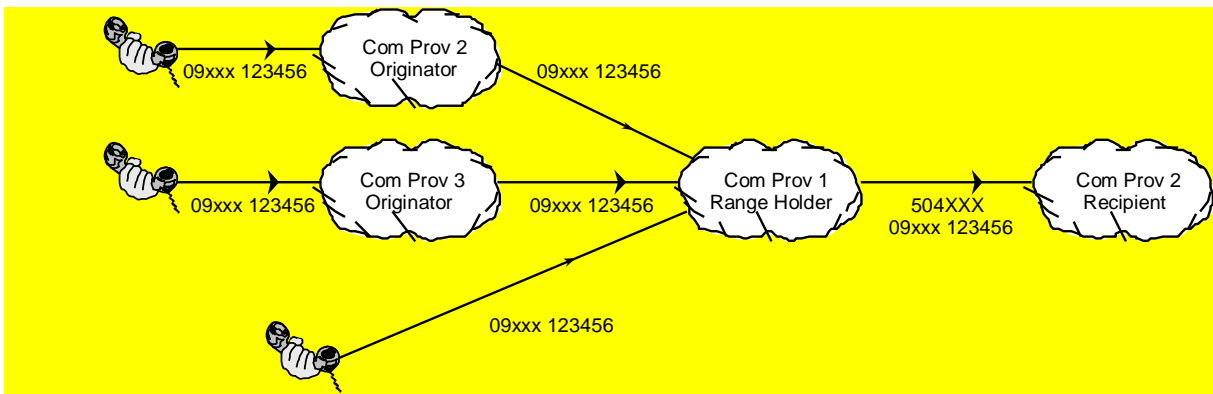 Com Prov 2
Originator
09xxx 123456
09xxx 123456
Com Prov 3
Originator
09xxx 123456
09xxx 123456
Com Prov 1
Range Holder
504XXX
09xxx 123456
Com Prov 2
Recipient
09xxx 123456